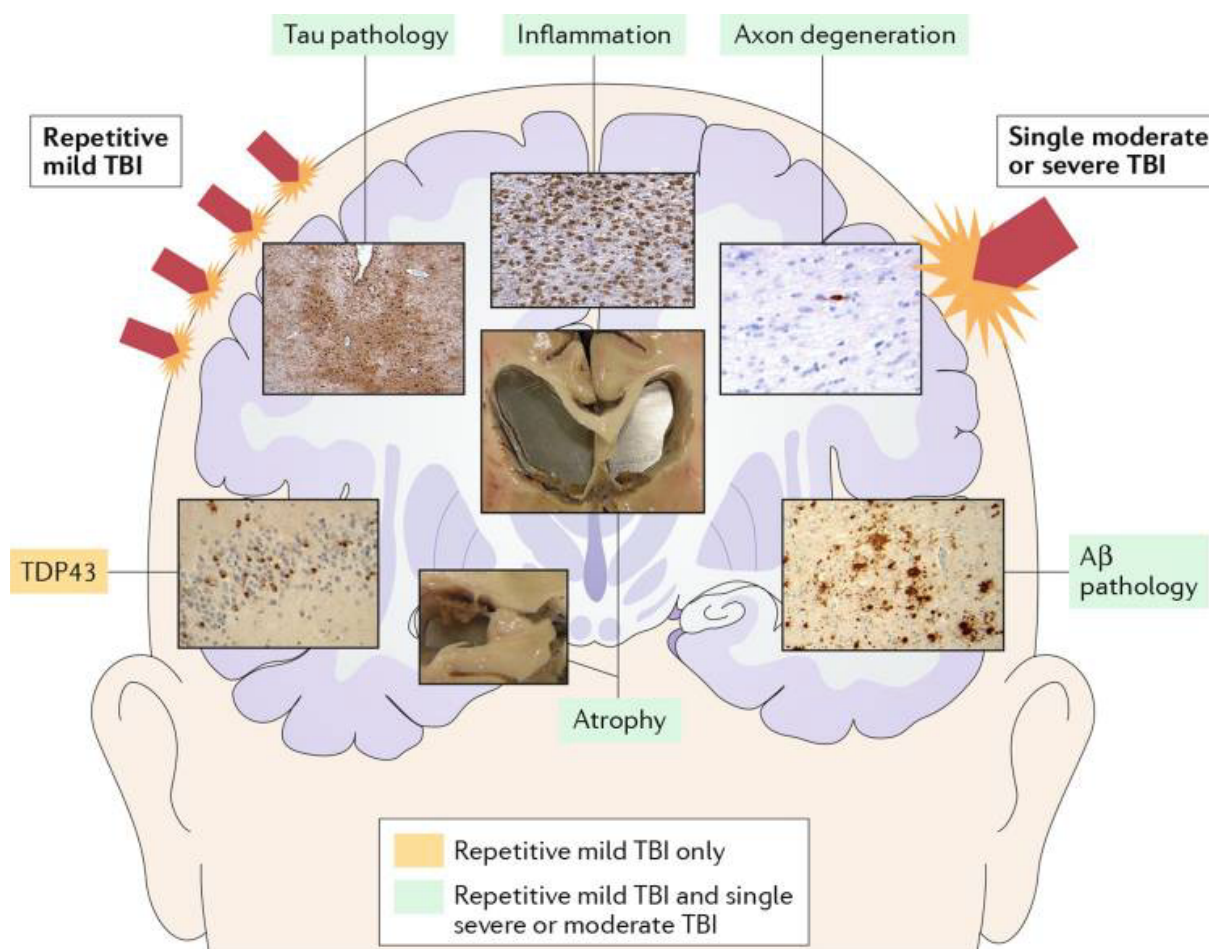 Tau pathology
Inflammation
Axon degeneration
Repetitive
mild TBI
Single moderate
or severe TBI
TDP43
Aβ
pathology
Atrophy
Repetitive mild TBI only
Repetitive mild TBI and single
severe or moderate TBI